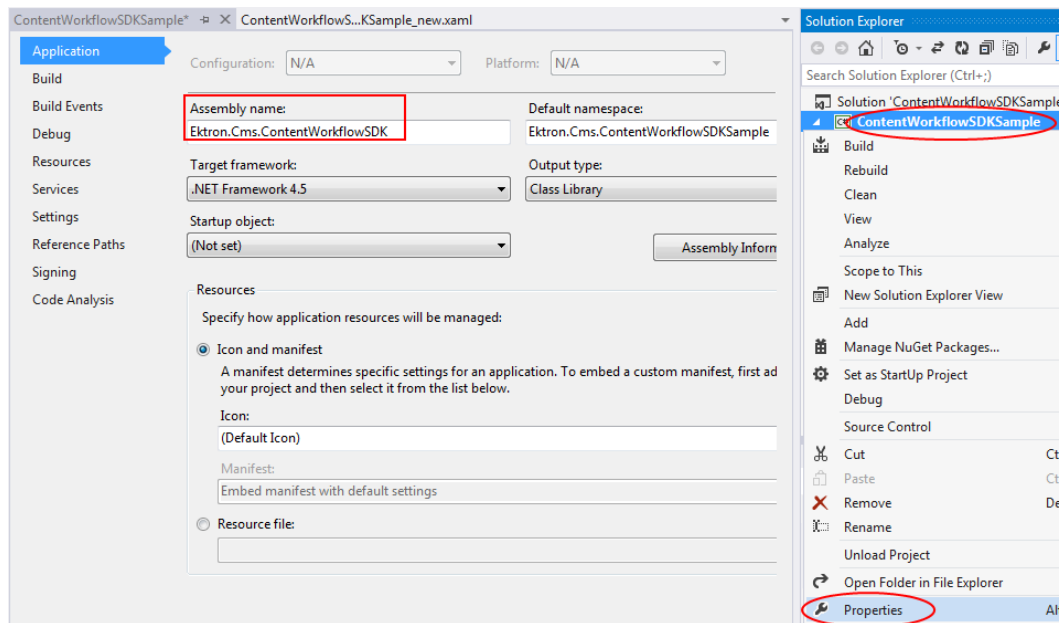 ContentWorkflowSDKSample*
ContentWorkflowS...KSample_new.xaml
Application
Build
Build Events
Debug
Resources
Services
Settings
Reference Paths
Signing
Code Analysis
Configuration: N/A
Platform: N/A
Assembly name:
Ektron.Cms.ContentWorkflowSDK
Default namespace:
Ektron.Cms.ContentWorkflowSDKSample
Target framework:
.NET Framework 4.5
Output type:
Class Library
Startup object:
(Not set)
Assembly Inform
Resources
Specify how application resources will be managed:
Icon and manifest
A manifest determines specific settings for an application. To embed a custom manifest, first ad
your project and then select it from the list below.
Icon:
(Default Icon)
Manifest:
Embed manifest with default settings
Resource file:
Solution Explorer
Search Solution Explorer (Ctrl+;)
Solution 'ContentWorkflowSDKSample
C# ContentWorkflowSDKSample
Build
Rebuild
Clean
View
Analyze
Scope to This
New Solution Explorer View
Add
Manage NuGet Packages...
Set as StartUp Project
Debug
Source Control
Cut Ct
Paste Ct
Remove De
Rename
Unload Project
Open Folder in File Explorer
Properties Al